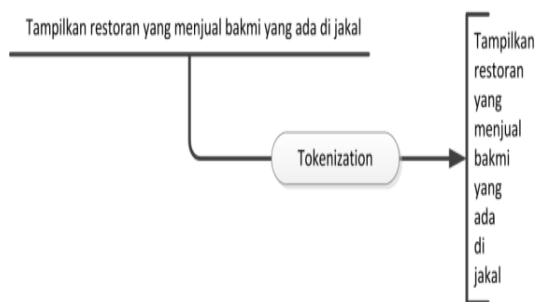 Tampilkan restoran yang menjual bakmi yang ada di jakal
Tokenization
Tampilkan
restoran
yang
menjual
bakmi
yang
ada
di
jakal